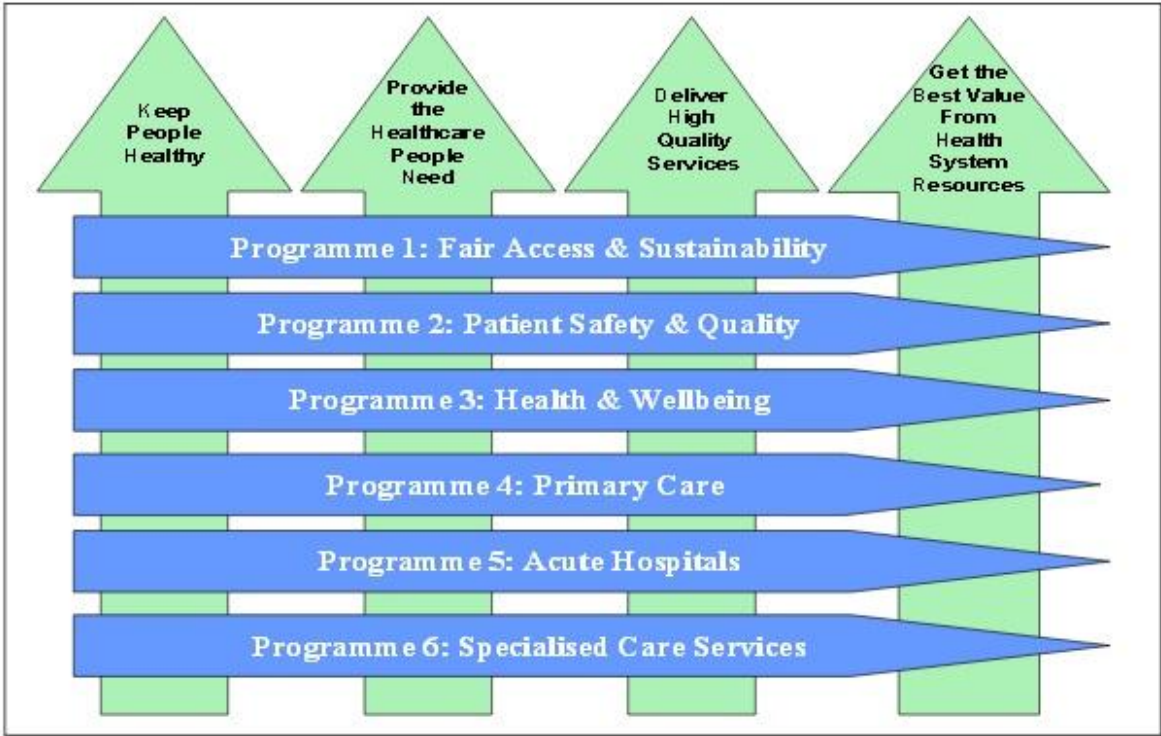 Keep
People
Healthy
Provide
the
Healthcare
People
Need
Deliver
High
Quality
Services
Get the
Best Value
From
Health
System
Resources
Programme 1: Fair Access & Sustainability
Programme 2: Patient Safety & Quality
Programme 3: Health & Wellbeing
Programme 4: Primary Care
Programme 5: Acute Hospitals
Programme 6: Specialised Care Services